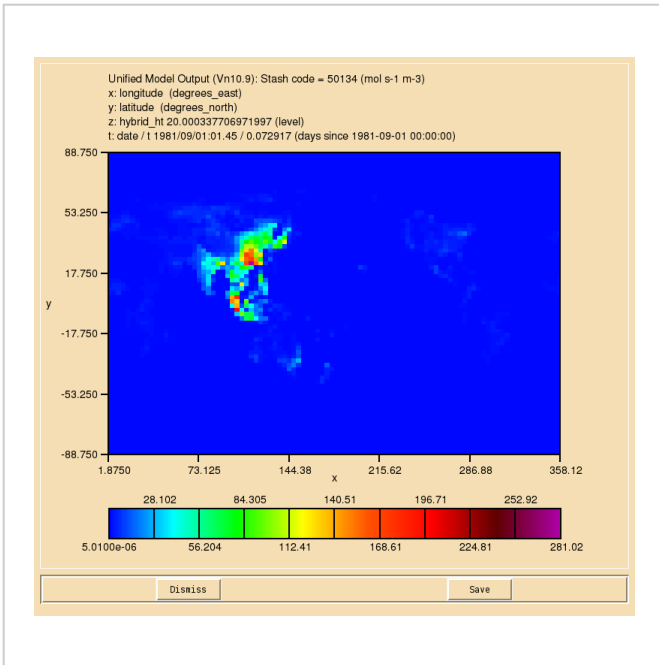 Unified Model Output (Vn10.9): Stash code = 50134 (mol s-1 m-3)
x: longitude (degrees_east)
y: latitude (degrees_north)
z: hybrid_ht 20.000337706971997 (level)
t: date / t 1981/09/01:01.45 / 0.072917 (days since 1981-09-01 00:00:00)
88.750
53.250
17.750
y
-17.750
-53.250
-88.750
1.8750 73.125 144.38 215.62 286.88 358.12
x
28.102 84.305 140.51 196.71 252.92
5.0100e-06 56.204 112.41 168.61 224.81 281.02
Dismiss Save